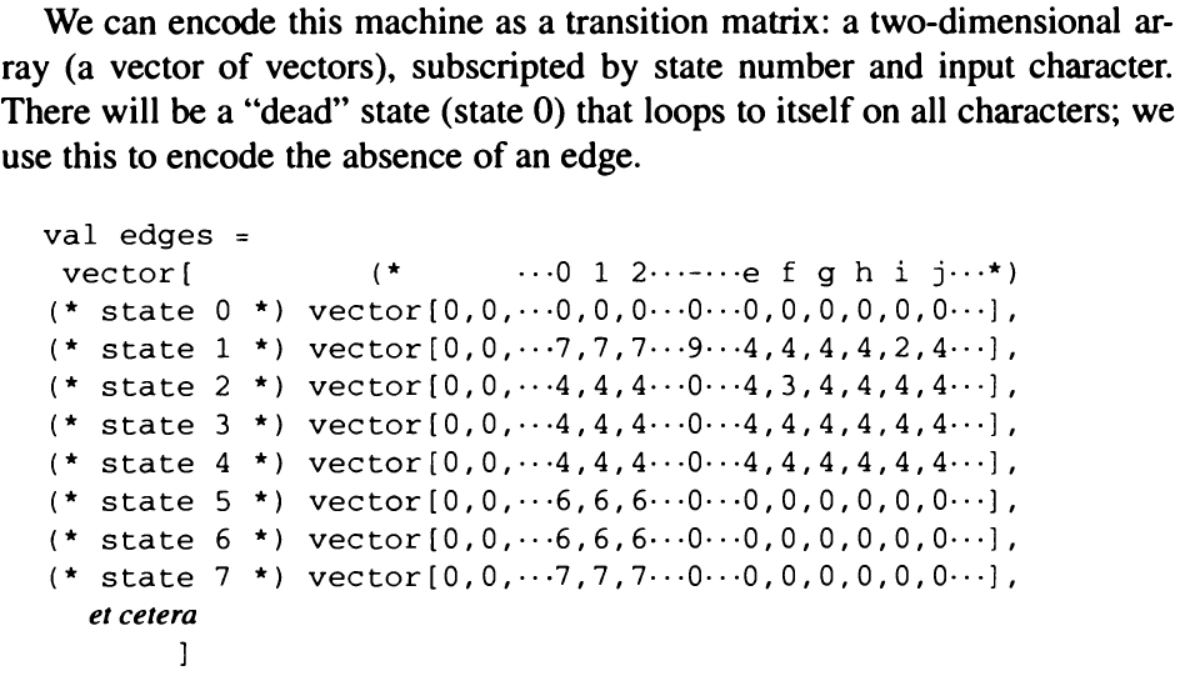 We can encode this machine as a transition matrix: a two-dimensional ar-
ray (a vector of vectors), subscripted by state number and input character.
There will be a “dead” state (state 0) that loops to itself on all characters; we
use this to encode the absence of an edge.
val edges =
vector[ (* ···0 1 2···-···e f g h i j···*)
(* state 0 *) vector[0,0,···0,0,0···0···0,0,0,0,0,0···],
(* state 1 *) vector[0,0,···7,7,7···9···4,4,4,4,2,4···],
(* state 2 *) vector[0,0,···4,4,4···0···4,3,4,4,4,4···],
(* state 3 *) vector[0,0,···4,4,4···0···4,4,4,4,4,4···],
(* state 4 *) vector[0,0,···4,4,4···0···4,4,4,4,4,4···],
(* state 5 *) vector[0,0,···6,6,6···0···0,0,0,0,0,0···],
(* state 6 *) vector[0,0,···6,6,6···0···0,0,0,0,0,0···],
(* state 7 *) vector[0,0,···7,7,7···0···0,0,0,0,0,0···],
et cetera
]